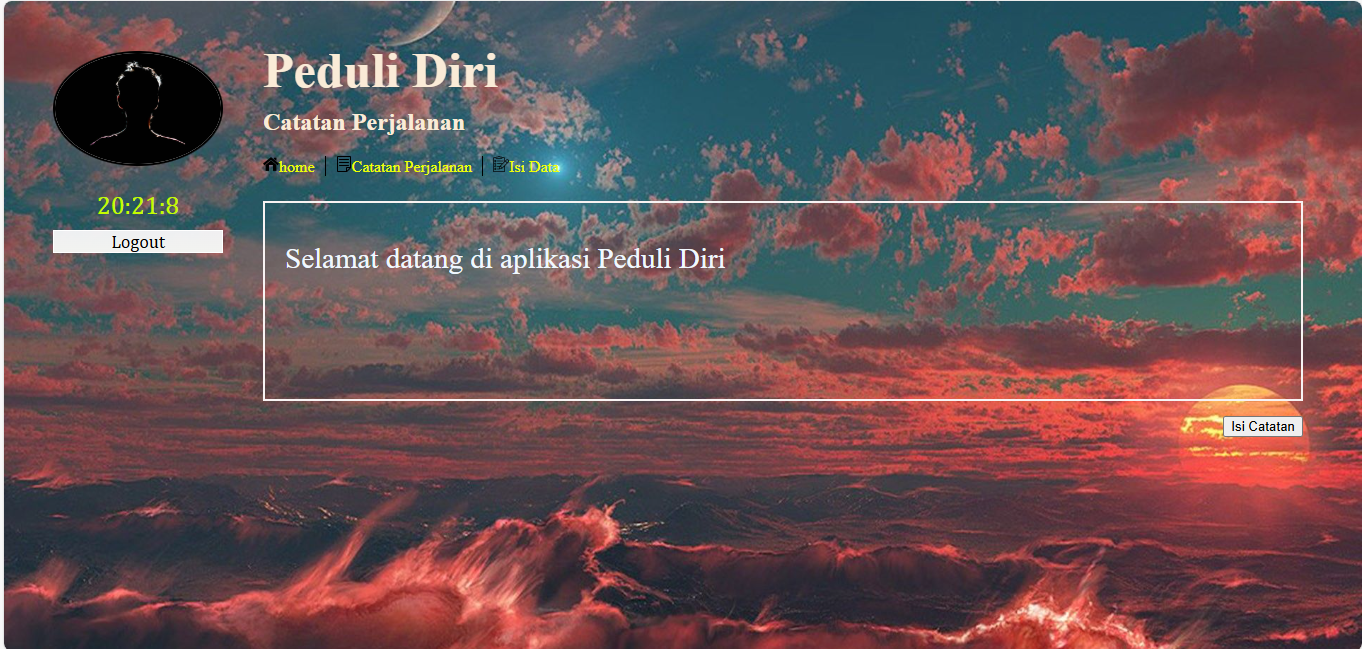 Peduli Diri
Catatan Perjalanan
home | Catatan Perjalanan | Isi Data
20:21:8
Logout
Selamat datang di aplikasi Peduli Diri
Isi Catatan